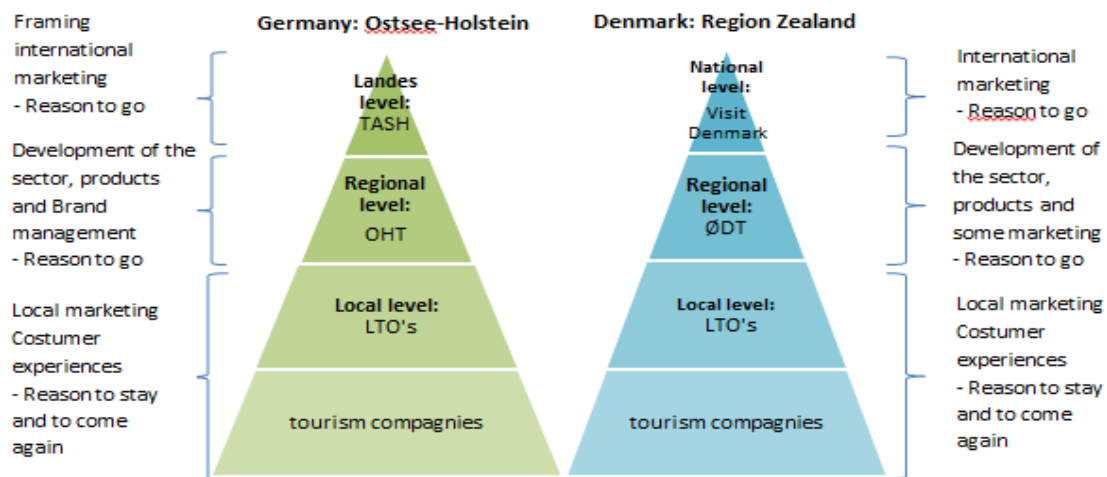 Framing
international
marketing
- Reason to go
Development of the
sector, products
and Brand
management
- Reason to go
Local marketing
Costumer
experiences
- Reason to stay
and to come
again
Germany: Ostsee-Holstein
Landes
level:
TASH
Regional
level:
OHT
Local level:
LTO's
tourism compagnies
Denmark: Region Zealand
National
level:
Visit
Denmark
Regional
level:
ØDT
Local level:
LTO's
tourism compagnies
International
marketing
- Reason to go
Development of
the sector,
products and
some marketing
- Reason to go
Local marketing
Costumer
experiences
- Reason to stay
and to come
again